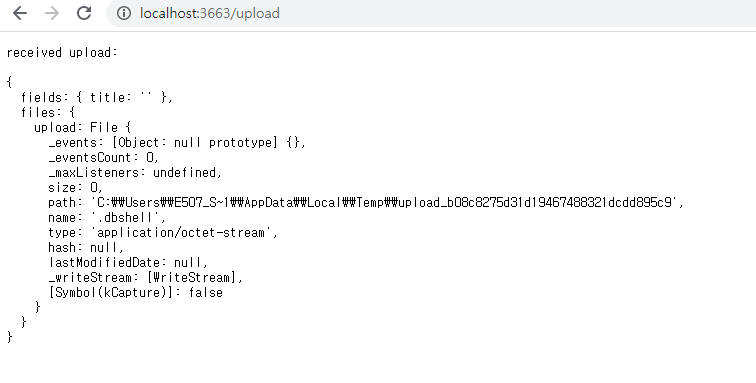 localhost:3663/upload
received upload:
{
  fields: { title: '' },
  files: {
    upload: File {
      _events: [Object: null prototype] {},
      _eventsCount: 0,
      _maxListeners: undefined,
      size: 0,
      path: 'C:₩₩Users₩₩E507_S~1₩₩AppData₩₩Local₩₩Temp₩₩upload_b08c8275d31d19467488321dcdd895c9',
      name: '.dbshell',
      type: 'application/octet-stream',
      hash: null,
      lastModifiedDate: null,
      _writeStream: [WriteStream],
      [Symbol(kCapture)]: false
    }
  }
}